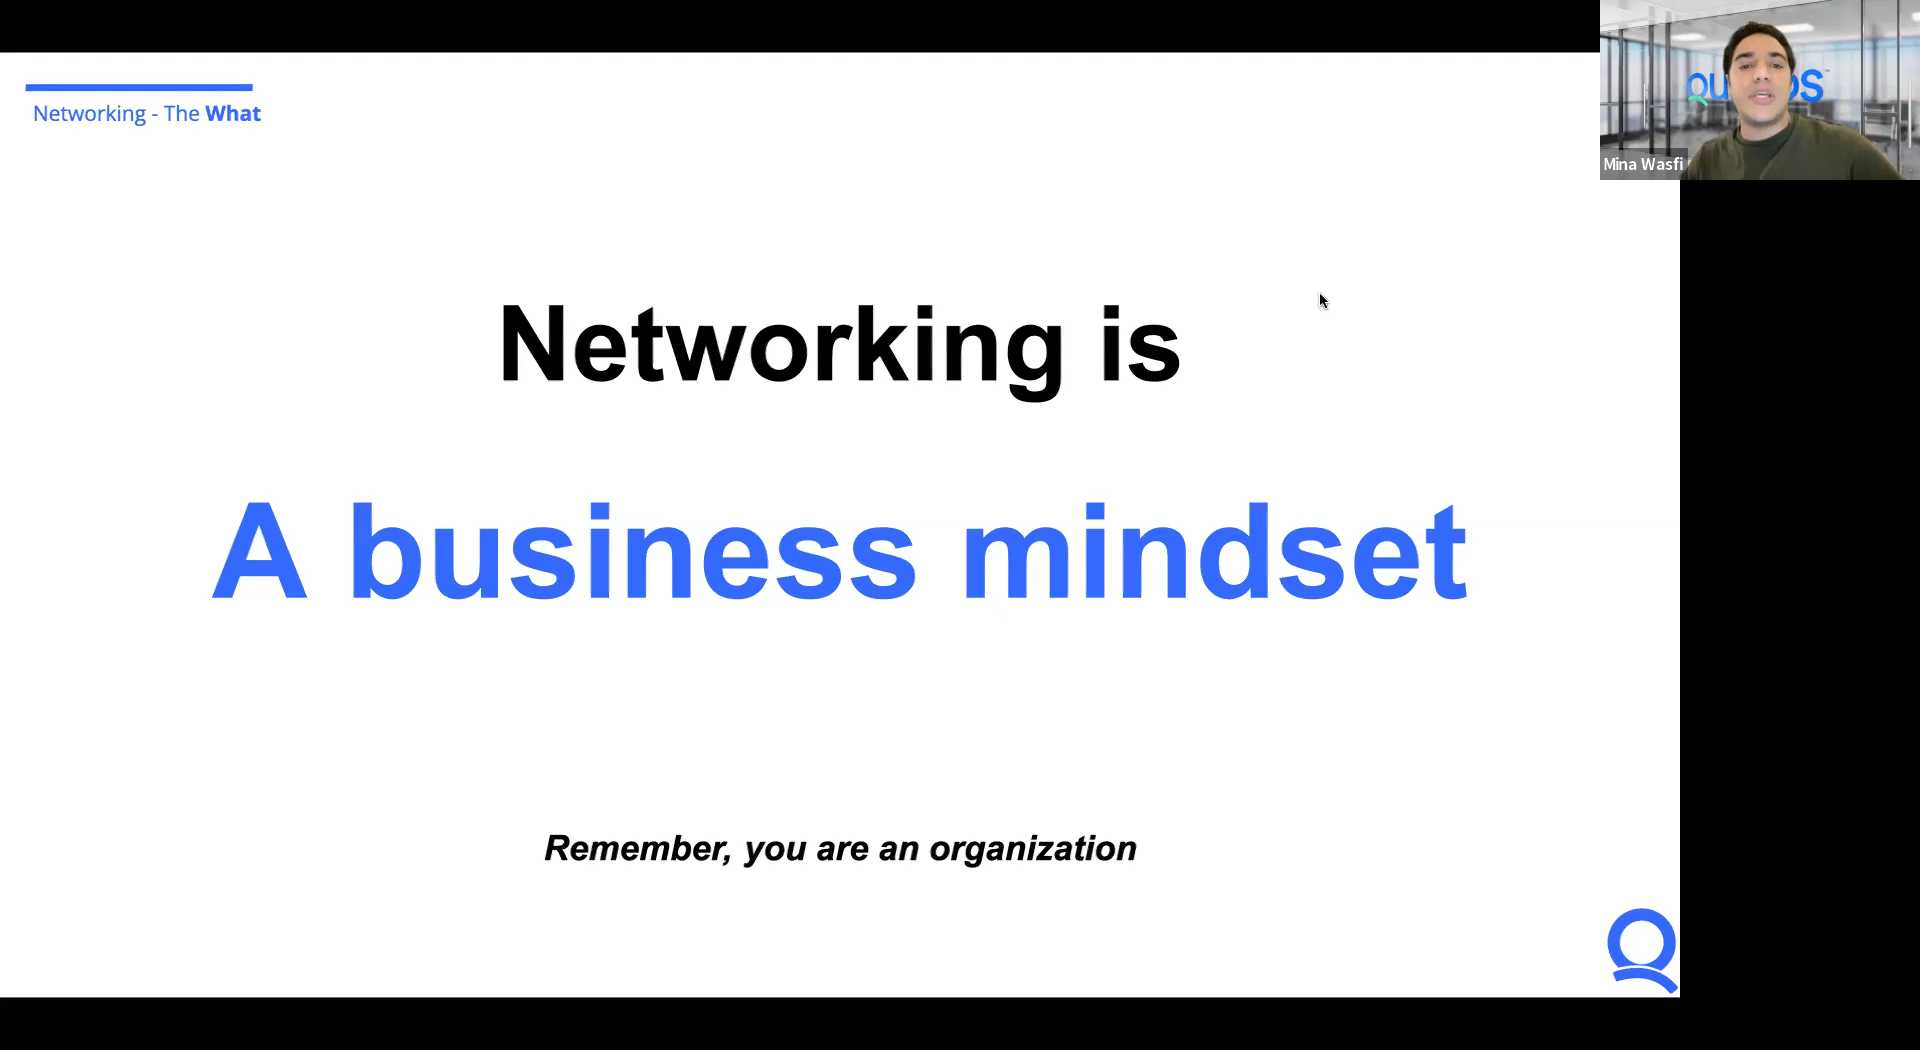 Networking - The What
Mina Wasfi
Networking is
A business mindset
Remember, you are an organization